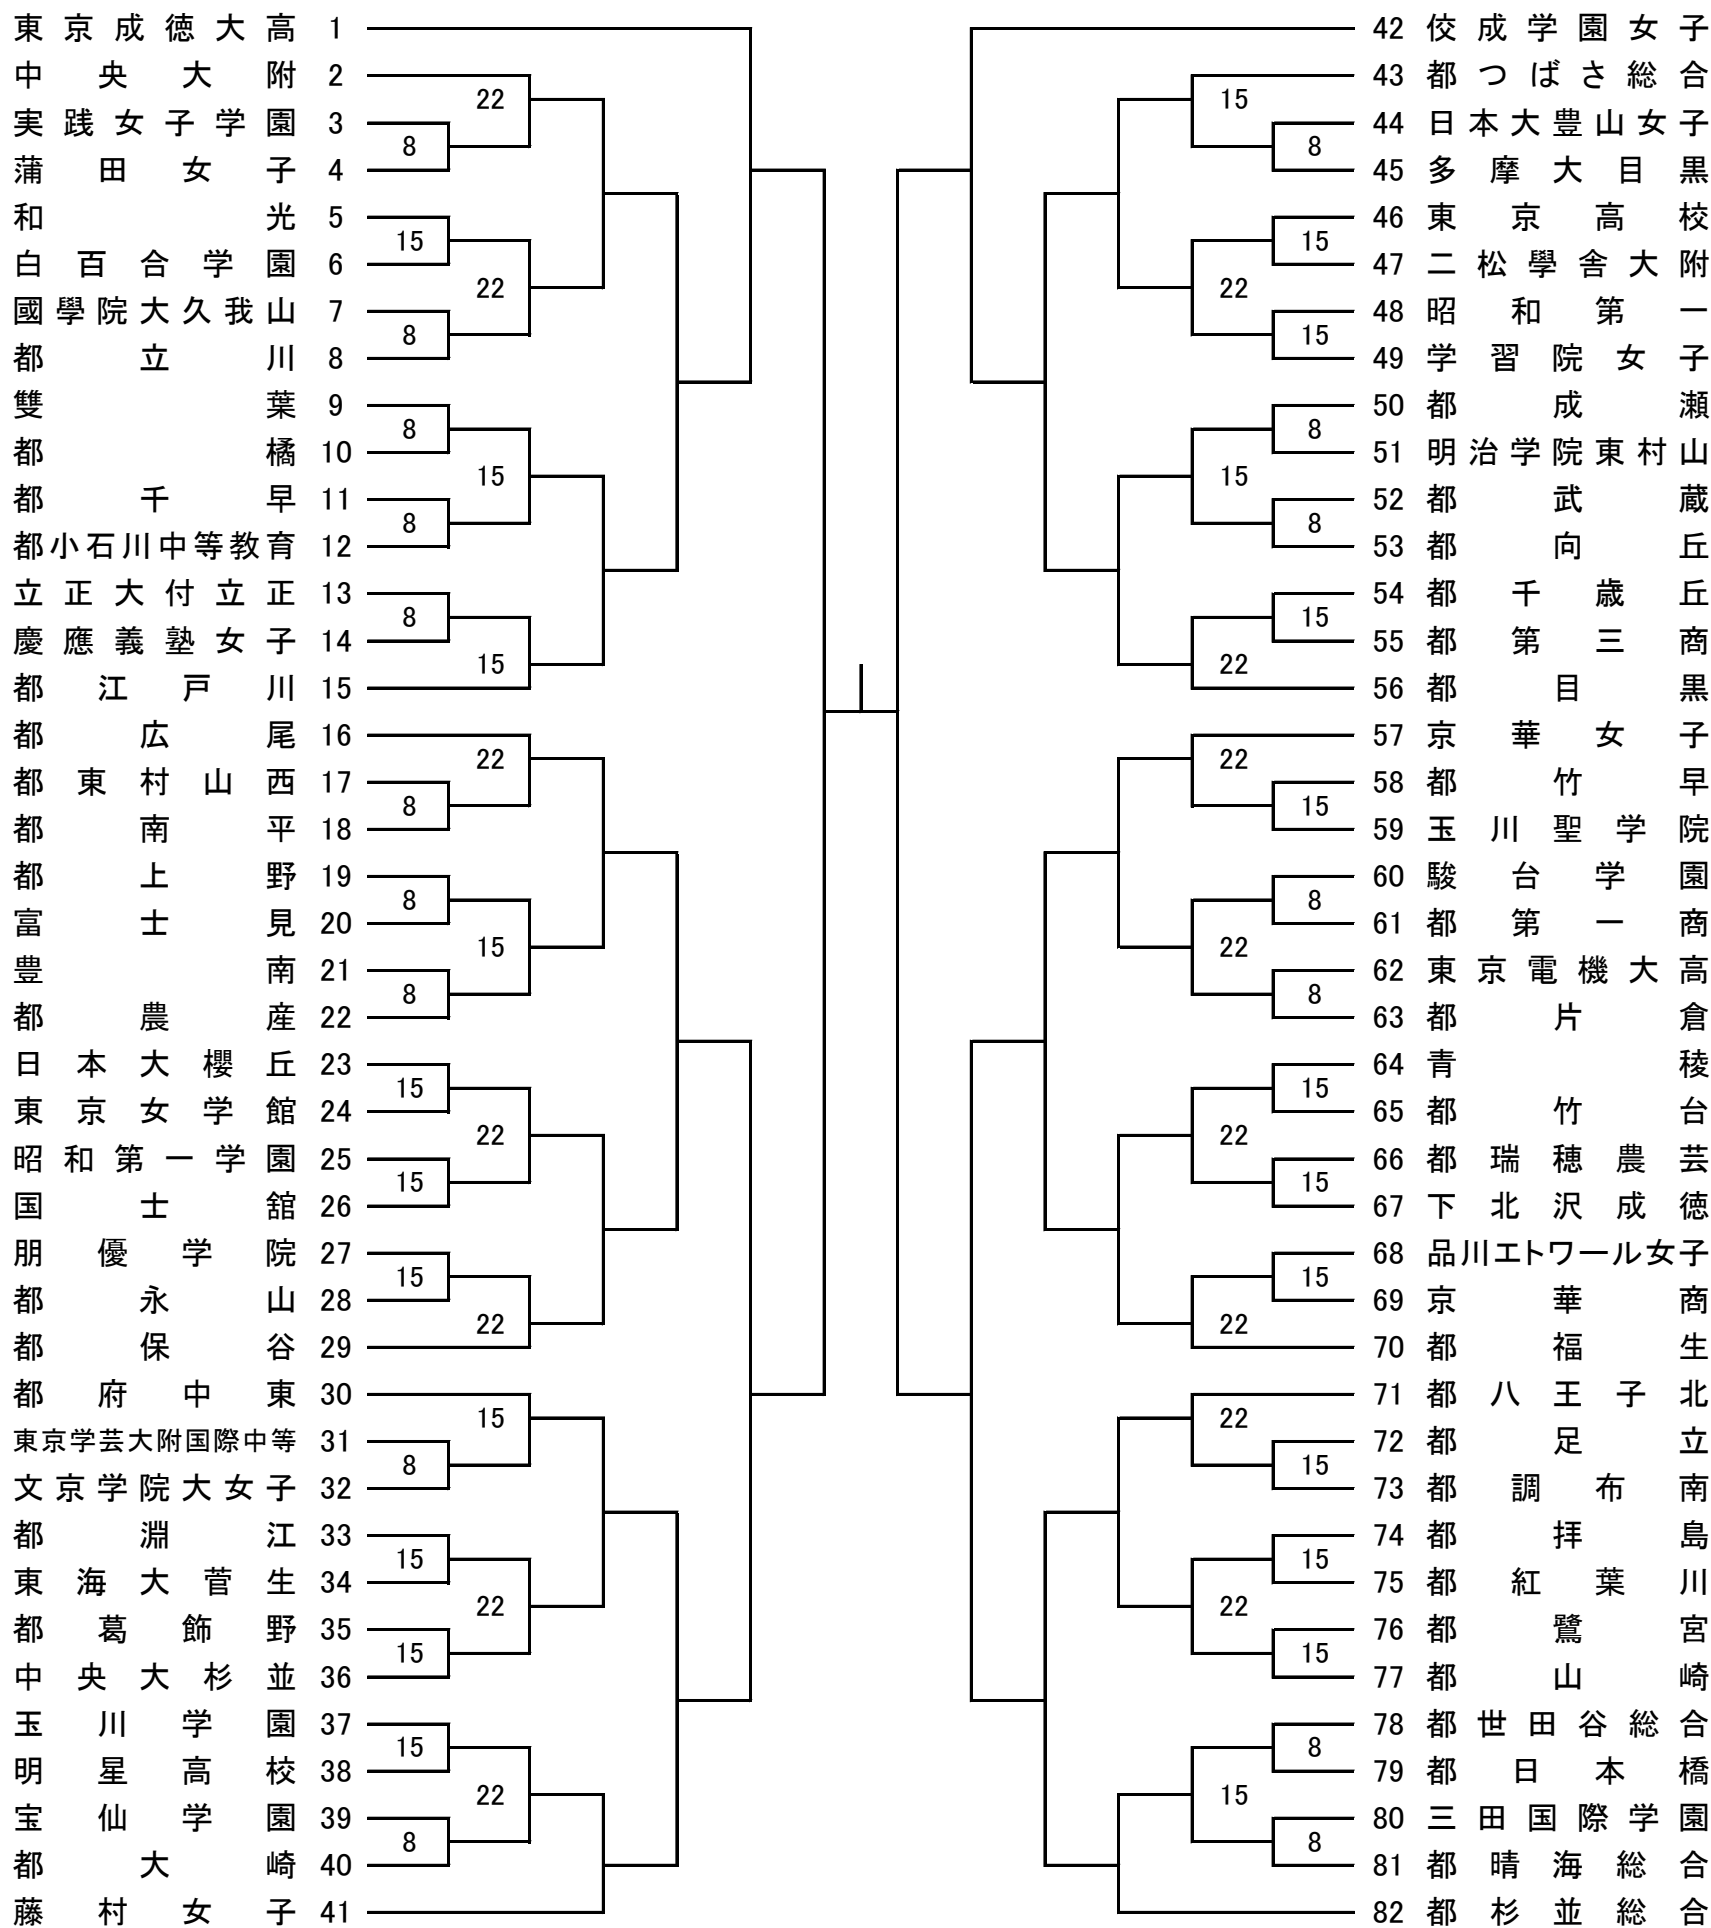 東京成徳大高 1
中央大附 2
22
実践女子学園 3
8
蒲田女子 4
和光 5
15
白百合学園 6
22
國學院大久我山 7
8
都立川 8
雙葉 9
8
都橘 10
15
都千早 11
8
都小石川中等教育 12
立正大付立正 13
8
慶應義塾女子 14
15
都江戸川 15
都広尾 16
22
都東村山西 17
8
都南平 18
都上野 19
8
富士見 20
15
豊南 21
8
都農産 22
日本大櫻丘 23
15
東京女学館 24
22
昭和第一学園 25
15
国士舘 26
朋優学院 27
15
都永山 28
22
都保谷 29
都府中東 30
15
東京学芸大附国際中等 31
8
文京学院大女子 32
都淵江 33
15
東海大菅生 34
22
都葛飾野 35
15
中央大杉並 36
玉川学園 37
15
明星高校 38
22
宝仙学園 39
8
都大崎 40
藤村女子 41
42 佼成学園女子
43 都つばさ総合
15
44 日本大豊山女子
8
45 多摩大目黒
46 東京高校
15
47 二松學舎大附
22
48 昭和第一
15
49 学習院女子
50 都成瀬
8
51 明治学院東村山
15
52 都武蔵
8
53 都向丘
54 都千歳丘
15
55 都第三商
22
56 都目黒
57 京華女子
22
58 都竹早
15
59 玉川聖学院
60 駿台学園
8
61 都第一商
22
62 東京電機大高
8
63 都片倉
64 青稜
15
65 都竹台
22
66 都瑞穂農芸
15
67 下北沢成徳
68 品川エトワール女子
15
69 京華商
22
70 都福生
71 都八王子北
22
72 都足立
15
73 都調布南
74 都拝島
15
75 都紅葉川
22
76 都鷺宮
15
77 都山崎
78 都世田谷総合
8
79 都日本橋
15
80 三田国際学園
8
81 都晴海総合
82 都杉並総合